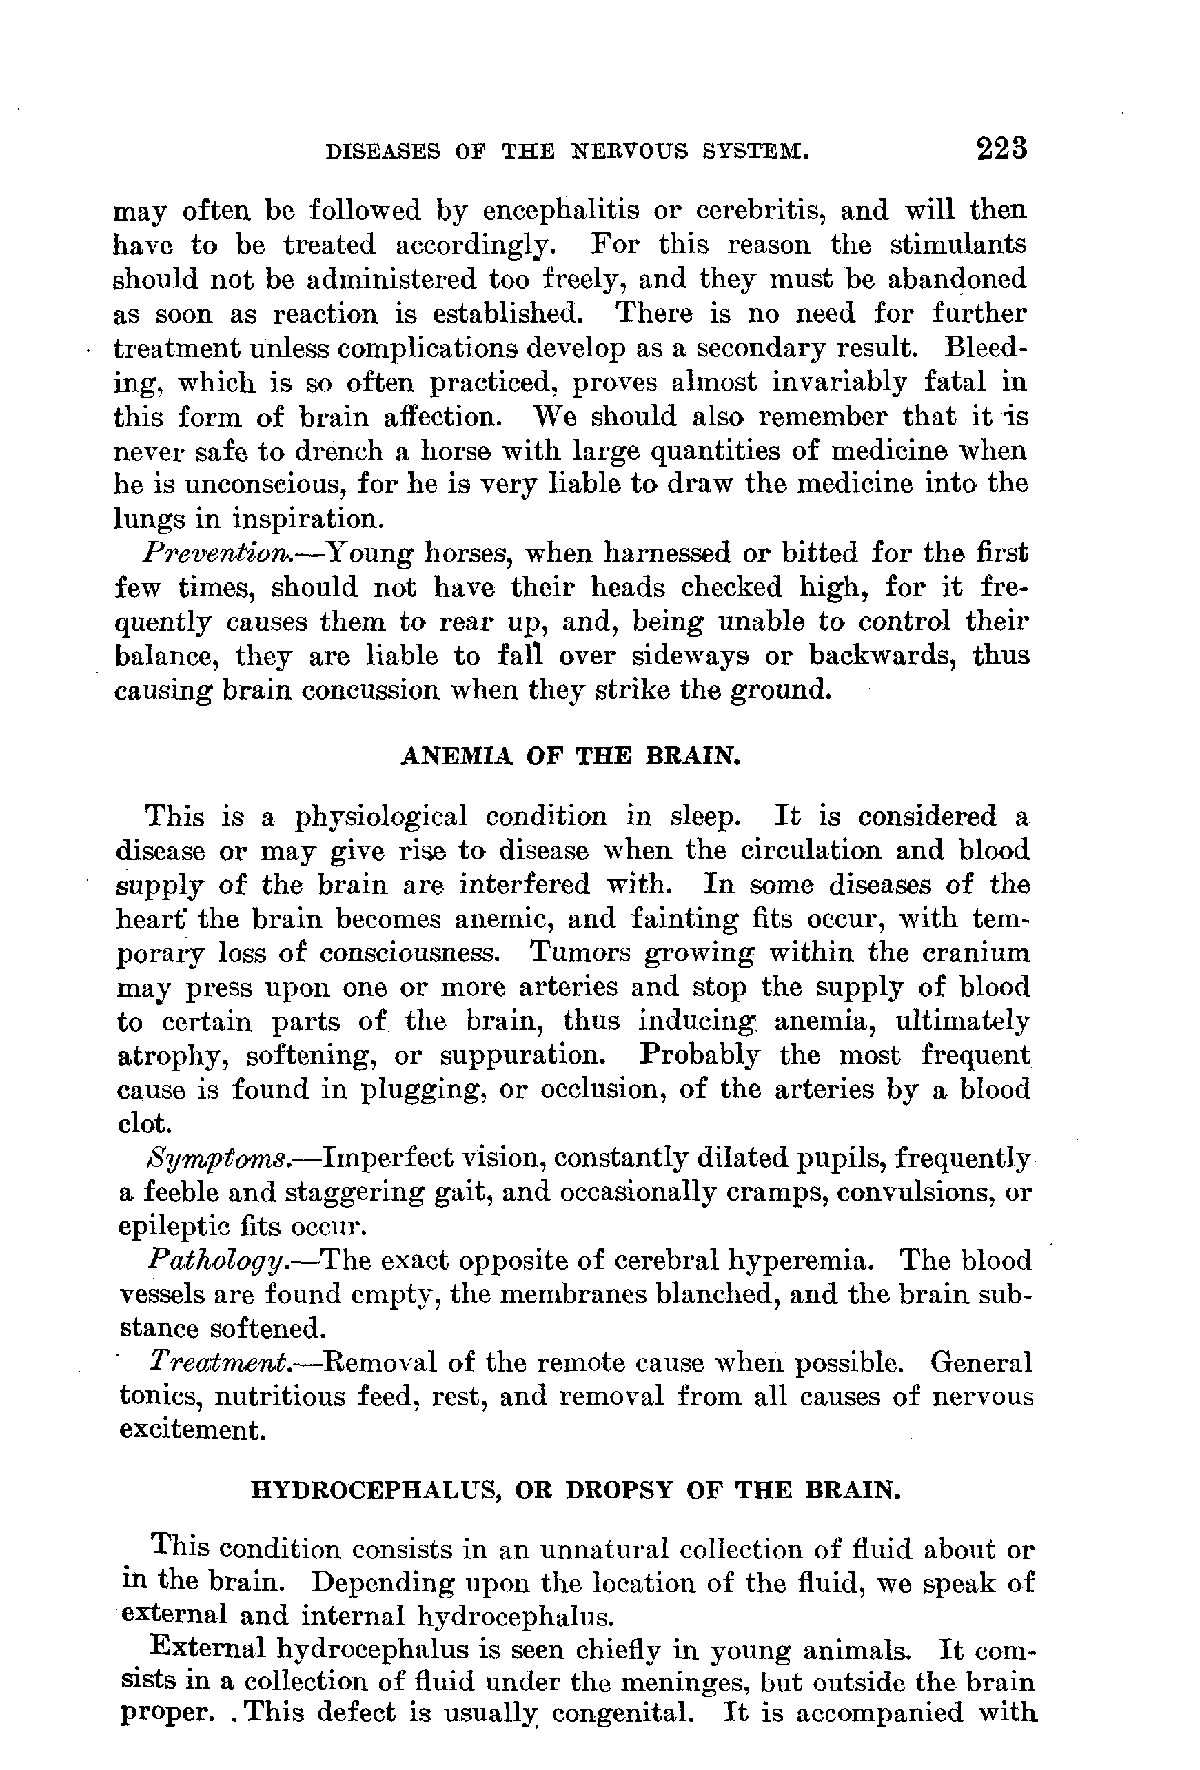 DISEASES OF THE NERVOUS SYSTEM. 223
may often be followed by encephalitis or cerebritis, and will then
have to be treated accordingly. For this reason the stimulants
should not be administered too freely, and they must be abandoned
as soon as reaction is established. There is no need for further
treatment unless complications develop as a secondary result. Bleed-
ing, which is so often practiced, proves almost invariably fatal in
this form of brain affection. We should also remember that it is
never safe to drench a horse with large quantities of medicine when
he is unconscious, for he is very liable to draw the medicine into the
lungs in inspiration.
Prevention.—Young horses, when harnessed or bitted for the first
few times, should not have their heads checked high, for it fre-
quently causes them to rear up, and, being unable to control their
balance, they are liable to fall over sideways or backwards, thus
causing brain concussion when they strike the ground.
ANEMIA OF THE BRAIN.
This is a physiological condition in sleep. It is considered a
disease or may give rise to disease when the circulation and blood
supply of the brain are interfered with. In some diseases of the
heart the brain becomes anemic, and fainting fits occur, with tem-
porary loss of consciousness. Tumors growing within the cranium
may press upon one or more arteries and stop the supply of blood
to certain parts of the brain, thus inducing anemia, ultimately
atrophy, softening, or suppuration. Probably the most frequent
cause is found in plugging, or occlusion, of the arteries by a blood
clot.
Symptoms.—Imperfect vision, constantly dilated pupils, frequently
a feeble and staggering gait, and occasionally cramps, convulsions, or
epileptic fits occur.
Pathology.—The exact opposite of cerebral hyperemia. The blood
vessels are found empty, the membranes blanched, and the brain sub-
stance softened.
Treatment.—Removal of the remote cause when possible. General
tonics, nutritious feed, rest, and removal from all causes of nervous
excitement.
HYDROCEPHALUS, OR DROPSY OF THE BRAIN.
This condition consists in an unnatural collection of fluid about or
in the brain. Depending upon the location of the fluid, we speak of
external and internal hydrocephalus.
External hydrocephalus is seen chiefly in young animals. It con-
sists in a collection of fluid under the meninges, but outside the brain
proper. This defect is usually congenital. It is accompanied with